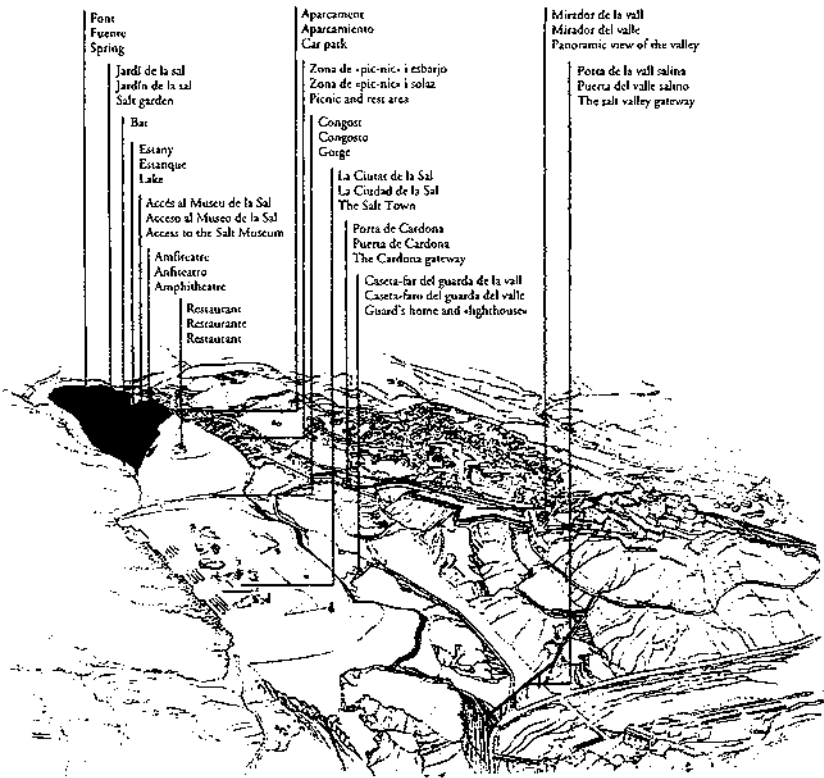 Font
Fuente
Spring
Jardí de la sal
Jardín de la sal
Salt garden
Bar
Estany
Estanque
Lake
Accés al Museu de la Sal
Acceso al Museo de la Sal
Access to the Salt Museum
Amfiteatre
Anfiteatro
Amphitheatre
Restaurant
Restaurante
Restaurant
Aparcament
Aparcamiento
Car park
Zona de «pic-nic» i esbarjo
Zona de «pic-nic» i solaz
Picnic and rest area
Congost
Congosto
Gorge
La Ciutat de la Sal
La Ciudad de la Sal
The Salt Town
Porta de Cardona
Puerta de Cardona
The Cardona gateway
Caseta-far del guarda de la vall
Caseta-faro del guarda del valle
Guard's home and «lighthouse»
Mirador de la vall
Mirador del valle
Panoramic view of the valley
Porta de la vall salina
Puerta del valle salino
The salt valley gateway